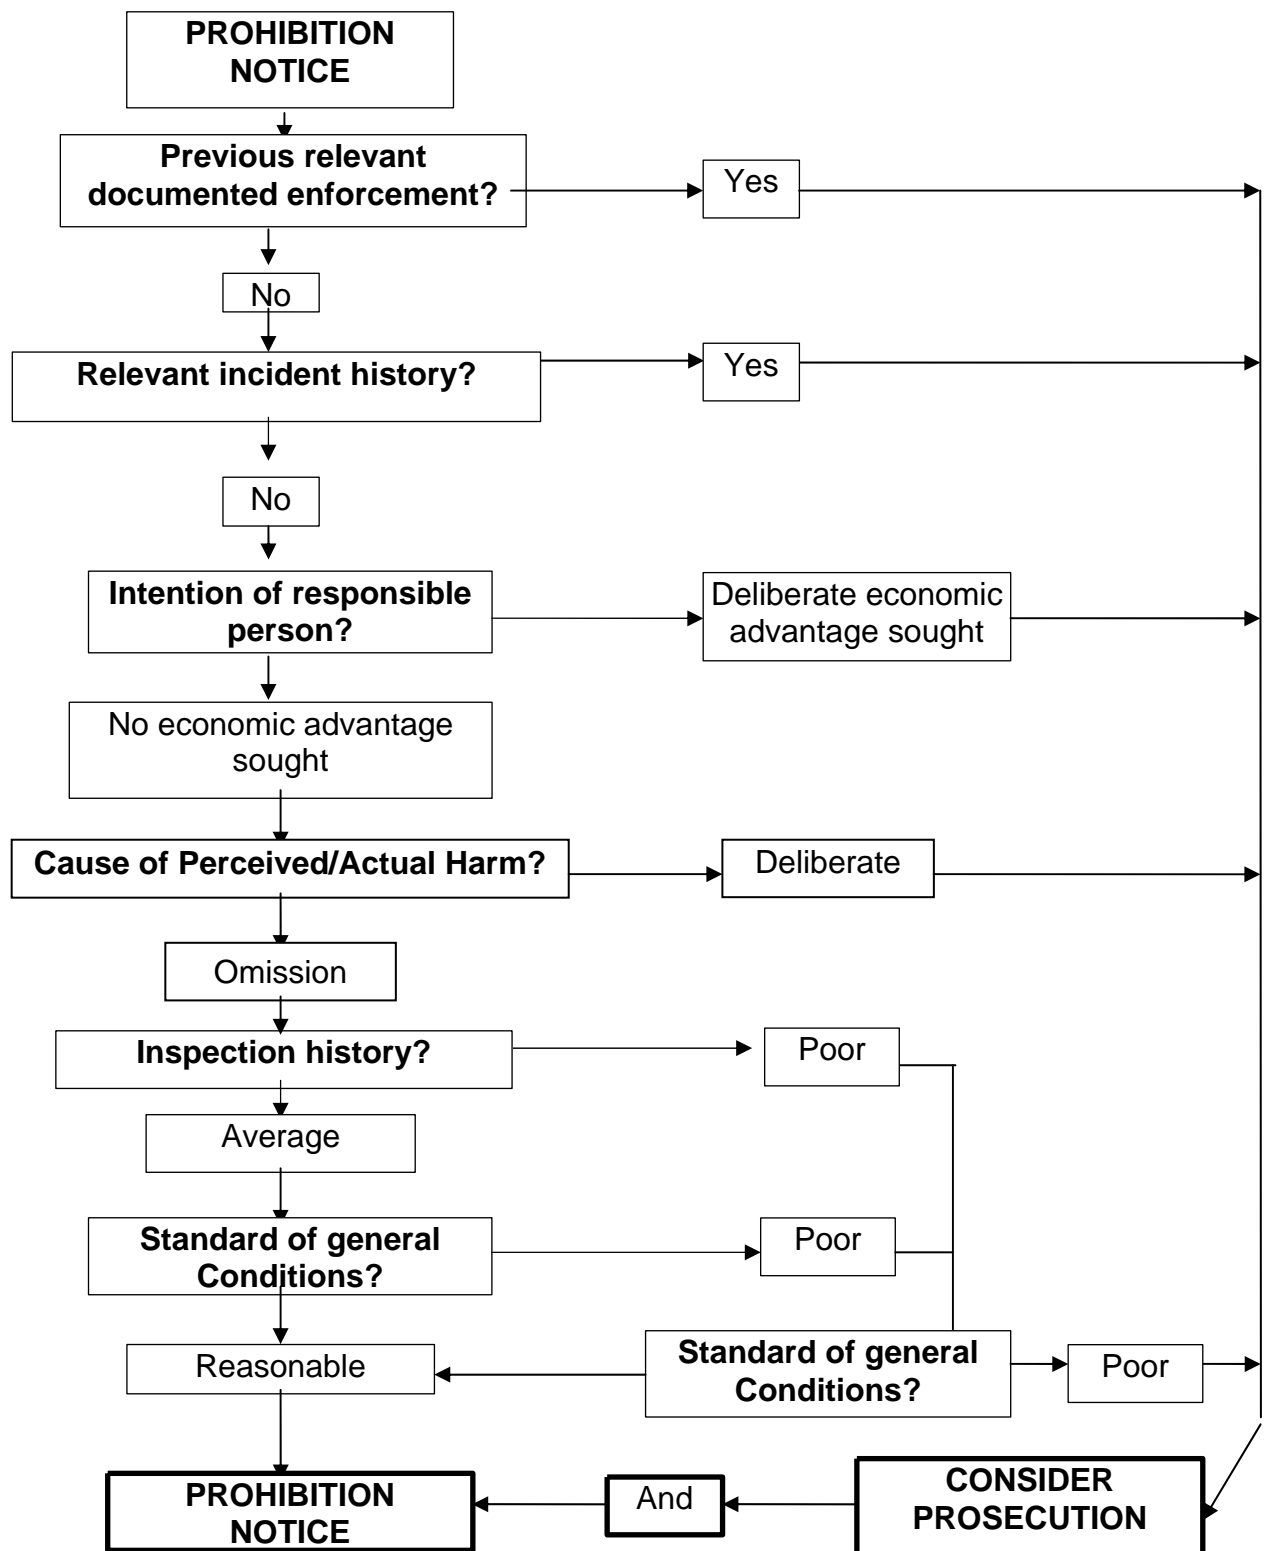 PROHIBITION
NOTICE
Previous relevant
documented enforcement?
Yes
No
Relevant incident history?
Yes
No
Intention of responsible
person?
Deliberate economic
advantage sought
No economic advantage
sought
Cause of Perceived/Actual Harm?
Deliberate
Omission
Inspection history?
Poor
Average
Standard of general
Conditions?
Poor
Reasonable
Standard of general
Conditions?
Poor
PROHIBITION
NOTICE
And
CONSIDER
PROSECUTION